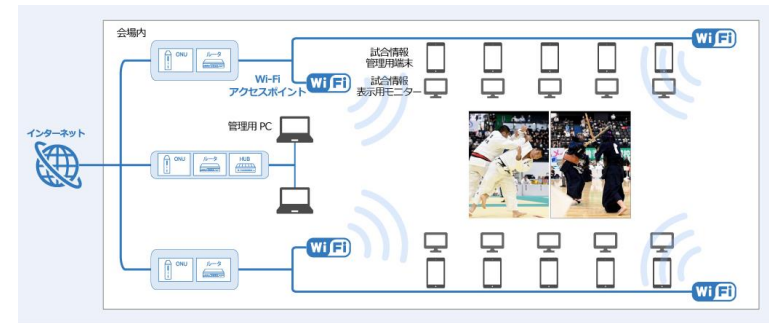 会場内
ONU
ルータ
Wi Fi
試合情報
管理用端末
Wi-Fi
アクセスポイント
Wi Fi
試合情報
表示用モニター
管理用 PC
インターネット
ONU
ルータ
HUB
Wi Fi
ONU
ルータ
Wi Fi